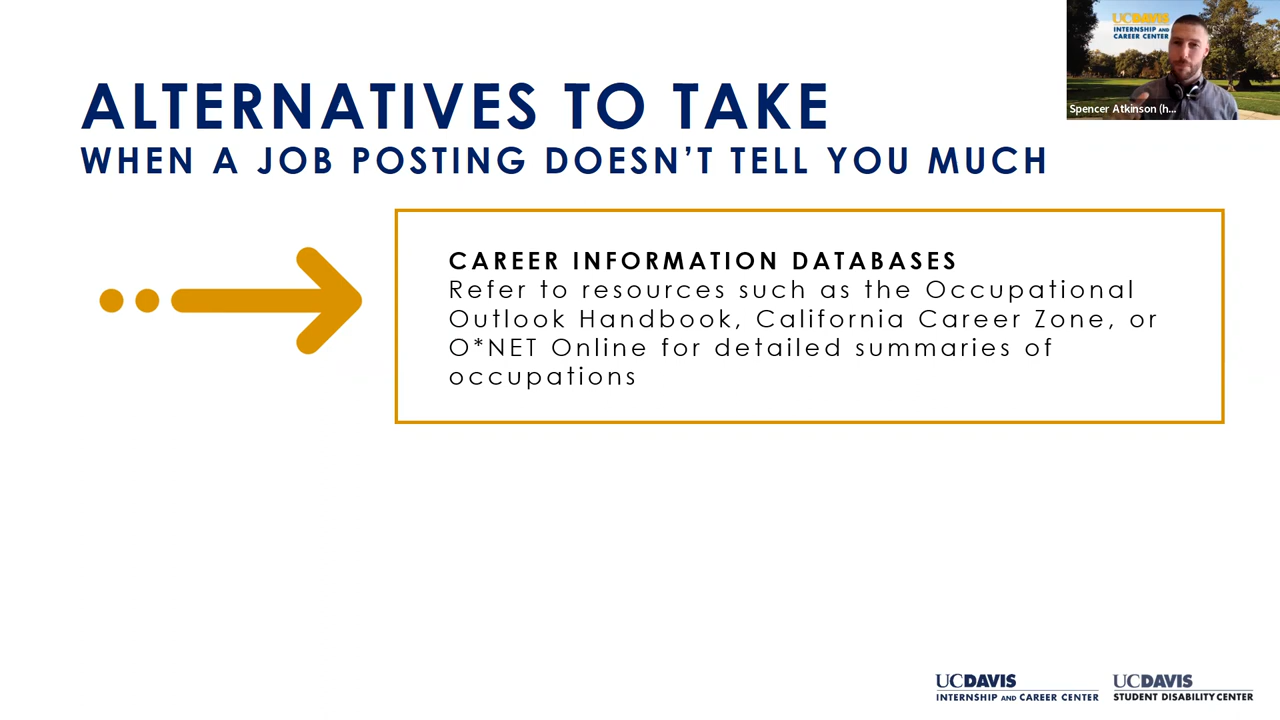 ALTERNATIVES TO TAKE
WHEN A JOB POSTING DOESN'T TELL YOU MUCH
UCDAVIS
INTERNSHIP AND
CAREER CENTER
Spencer Atkinson (h...
CAREER INFORMATION DATABASES
Refer to resources such as the Occupational
Outlook Handbook, California Career Zone, or
O*NET Online for detailed summaries of
occupations
UCDAVIS
INTERNSHIP AND CAREER CENTER
UCDAVIS
STUDENT DISABILITY CENTER